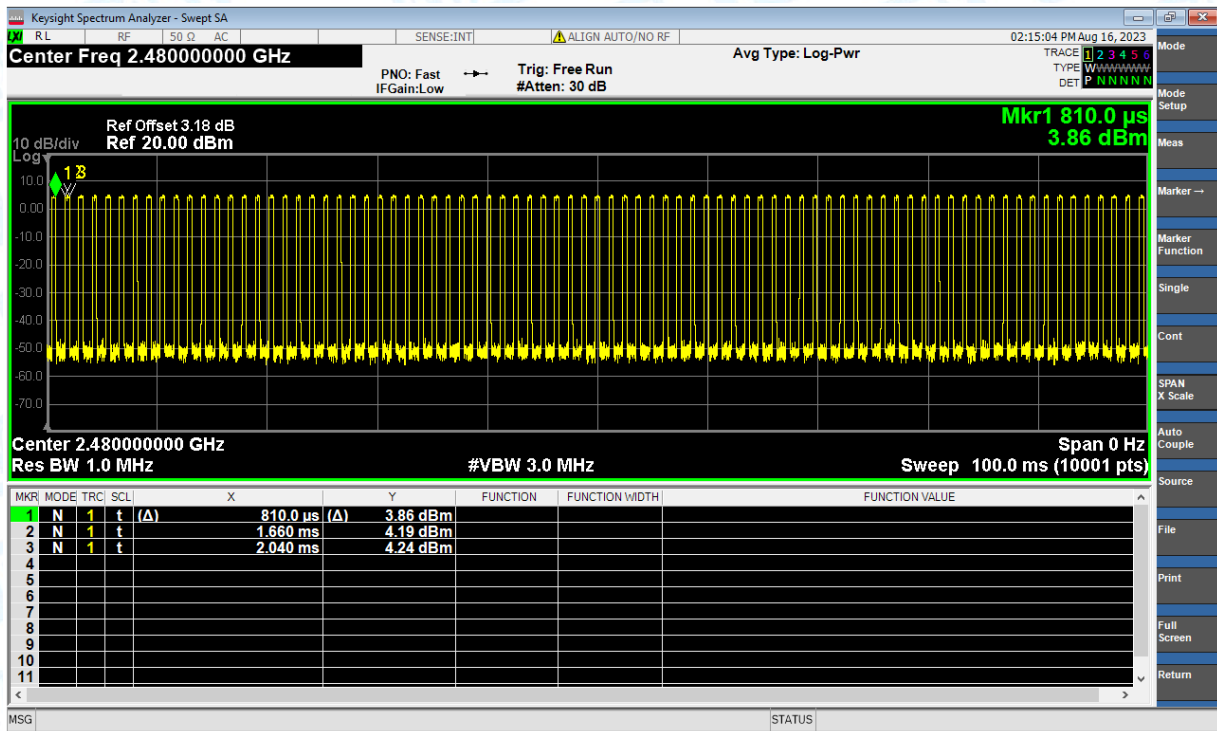 Keysight Spectrum Analyzer - Swept SA
LXI RL RF 50 Ω AC SENSE:INT ALIGN AUTO/NO RF 02:15:04 PM Aug 16, 2023
Center Freq 2.480000000 GHz
Avg Type: Log-Pwr
TRACE 1 2 3 4 5 6
TYPE WWWWWW
DET P N N N N N
PNO: Fast
IFGain:Low
Trig: Free Run
#Atten: 30 dB
Mkr1 810.0 µs
3.86 dBm
Ref Offset 3.18 dB
10 dB/div Ref 20.00 dBm
Log
1 2 3
10.0
0.00
-10.0
-20.0
-30.0
-40.0
-50.0
-60.0
-70.0
Center 2.480000000 GHz Span 0 Hz
Res BW 1.0 MHz #VBW 3.0 MHz Sweep 100.0 ms (10001 pts)
MKR MODE TRC SCL X Y FUNCTION FUNCTION WIDTH FUNCTION VALUE
1 N 1 t (Δ) 810.0 µs (Δ) 3.86 dBm
2 N 1 t 1.660 ms 4.19 dBm
3 N 1 t 2.040 ms 4.24 dBm
4
5
6
7
8
9
10
11
MSG STATUS
Mode
Mode
Setup
Meas
Marker →
Marker
Function
Single
Cont
SPAN
X Scale
Auto
Couple
Source
File
Print
Full
Screen
Return